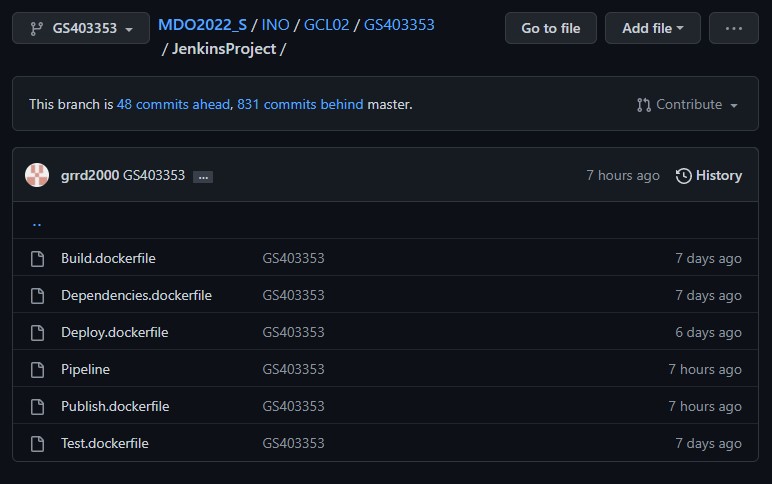 GS403353
MDO2022_S / INO / GCL02 / GS403353
/ JenkinsProject /
Go to file
Add file
...
This branch is 48 commits ahead, 831 commits behind master.
Contribute
grrd2000 GS403353 ...
7 hours ago
History
..
Build.dockerfile GS403353 7 days ago
Dependencies.dockerfile GS403353 7 days ago
Deploy.dockerfile GS403353 6 days ago
Pipeline GS403353 7 hours ago
Publish.dockerfile GS403353 7 hours ago
Test.dockerfile GS403353 7 days ago